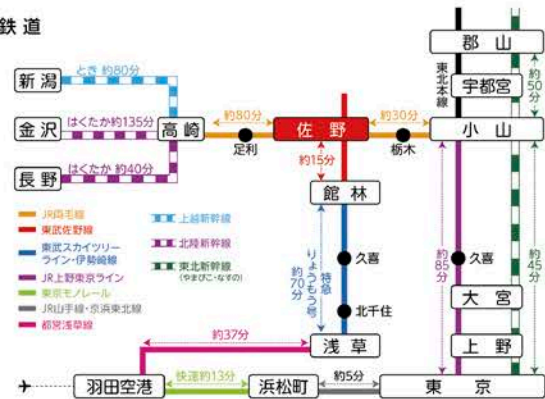 鉄道
郡山
新潟
とき 約80分
東北本線
宇都宮
約50分
金沢
はくたか約135分
高崎
約80分
佐野
約30分
小山
足利
栃木
長野
はくたか 約40分
約15分
館林
JR両毛線
東武佐野線
東武スカイツリー
ライン・伊勢崎線
JR上野東京ライン
東京モノレール
JR山手線・京浜東北線
都営浅草線
上越新幹線
北陸新幹線
東北新幹線
(やまびこ・なすの)
特急
りょうもう号
約70分
久喜
北千住
約85分
久喜
約45分
大宮
約37分
浅草
上野
羽田空港
快速約13分
浜松町
約5分
東京